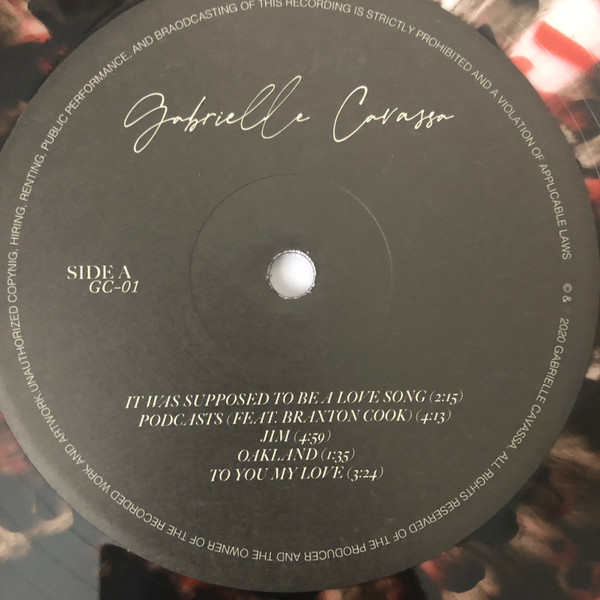 Gabrielle Cavassa
SIDE A
GC-01
IT WAS SUPPOSED TO BE A LOVE SONG (2:15)
PODCASTS (FEAT. BRAXTON COOK) (4:13)
JIM (4:59)
OAKLAND (1:35)
TO YOU MY LOVE (3:24)
© & 2020 GABRIELLE CAVASSA. ALL RIGHTS RESERVED OF THE PRODUCER AND THE OWNER OF THE RECORDED WORK AND ARTWORK. UNAUTHORIZED COPYNIG, HIRING, RENTING, PUBLIC PERFORMANCE, AND BRAODCASTING OF THIS RECORDING IS STRICTLY PROHIBITED AND A VIOLATION OF APPLICABLE LAWS